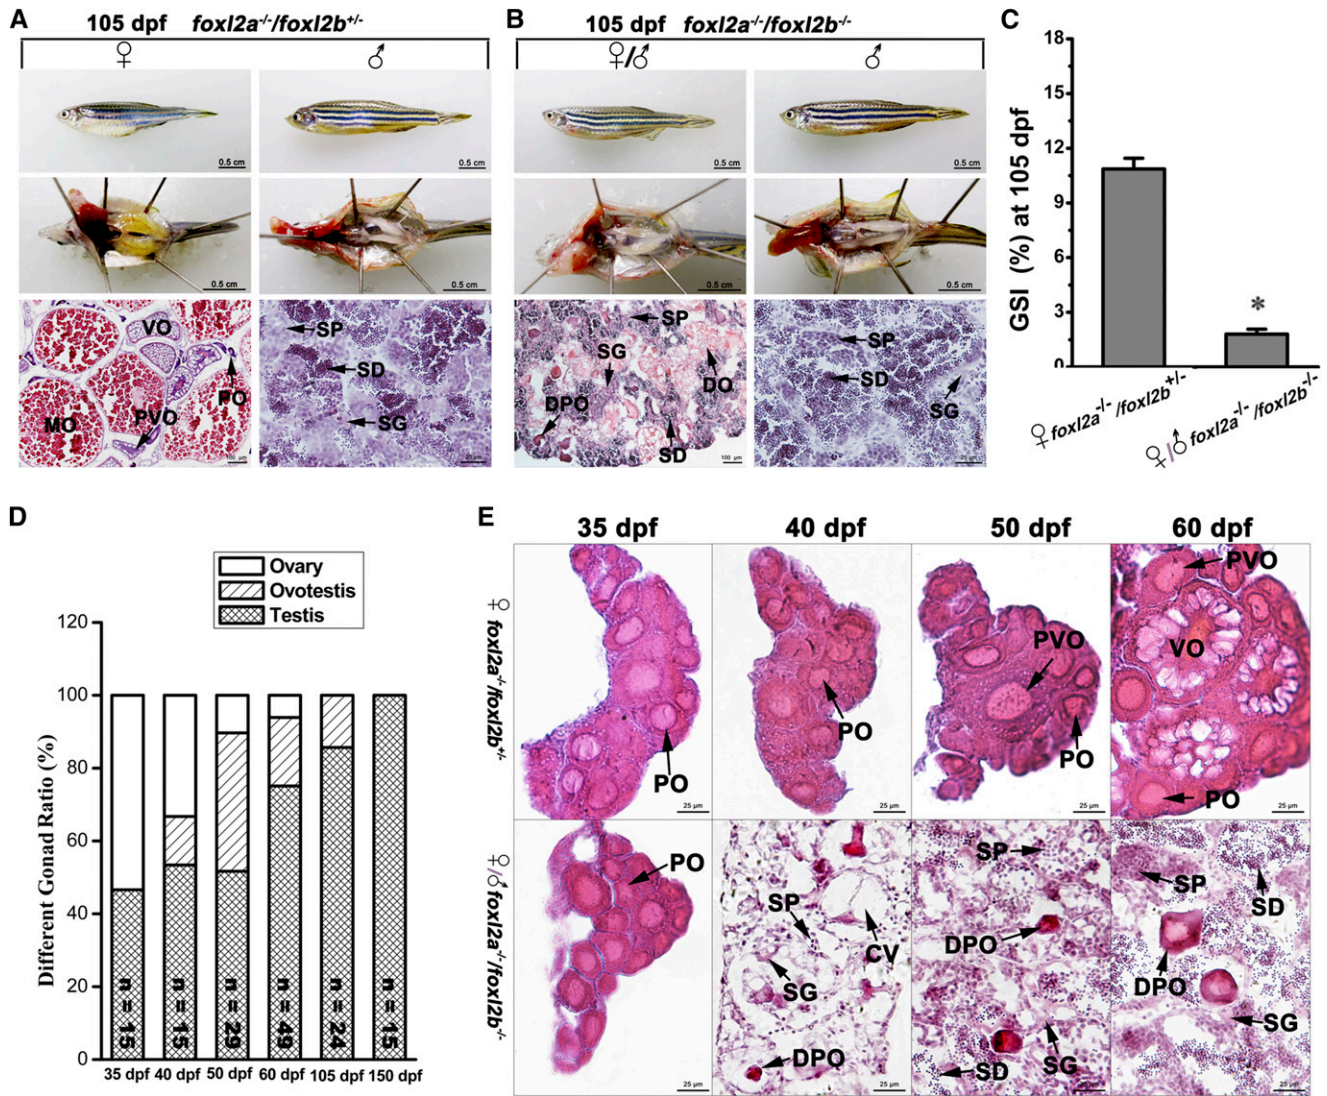 A
105 dpf foxl2a-/-/foxl2b+/-
♀ ♂
0.5 cm 0.5 cm
0.5 cm 0.5 cm
VO
PO
MO
PVO
SP
SD
SG
B
105 dpf foxl2a-/-/foxl2b-/-
♀/♂ ♂
0.5 cm 0.5 cm
0.5 cm 0.5 cm
SP
SG
DO
DPO
SD
100 μm
SP
SD
SG
C
GSI (%) at 105 dpf
18
15
12
9
6
3
0
*
♀ foxl2a-/-/foxl2b+/-
♀/♂ foxl2a-/-/foxl2b-/-
D
Ovary
Ovotestis
Testis
Different Gonad Ratio (%)
120
100
80
60
40
20
0
n = 15 n = 15 n = 29 n = 49 n = 24 n = 15
35 dpf 40 dpf 50 dpf 60 dpf 105 dpf 150 dpf
E
35 dpf 40 dpf 50 dpf 60 dpf
♀ foxl2a-/-/foxl2b+/-
PO
25 μm
PO
25 μm
PVO
PO
25 μm
PVO
VO
PO
25 μm
♀/♂ foxl2a-/-/foxl2b-/-
PO
25 μm
SP
CV
SG
DPO
25 μm
SP
DPO
SG
SD
25 μm
SP
SD
DPO
SG
25 μm